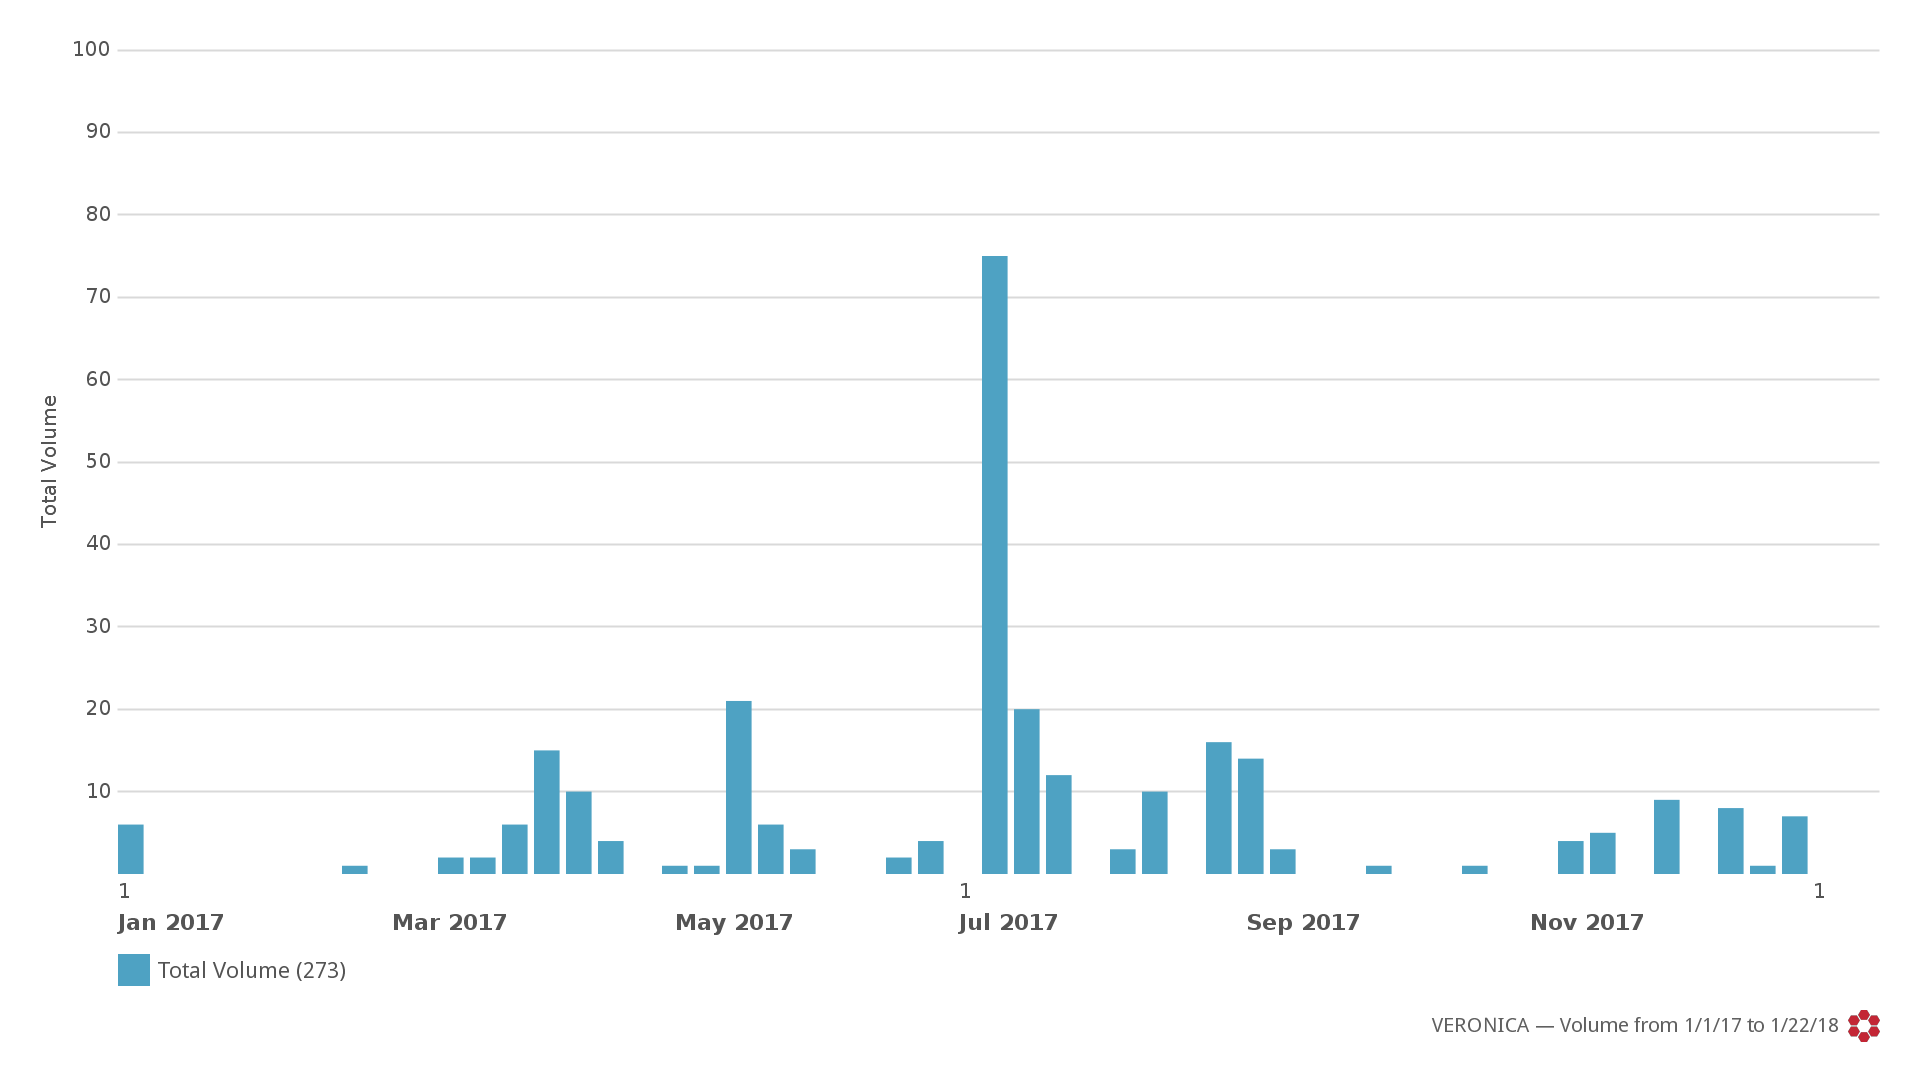 100
90
80
70
60
50
40
30
20
10
Total Volume
1 1 1
Jan 2017 Mar 2017 May 2017 Jul 2017 Sep 2017 Nov 2017
Total Volume (273)
VERONICA — Volume from 1/1/17 to 1/22/18